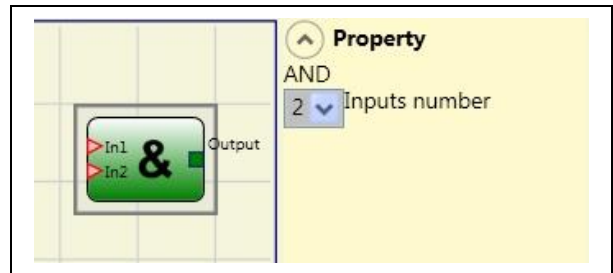 Property
AND
2 Inputs number
In1
In2
&
Output